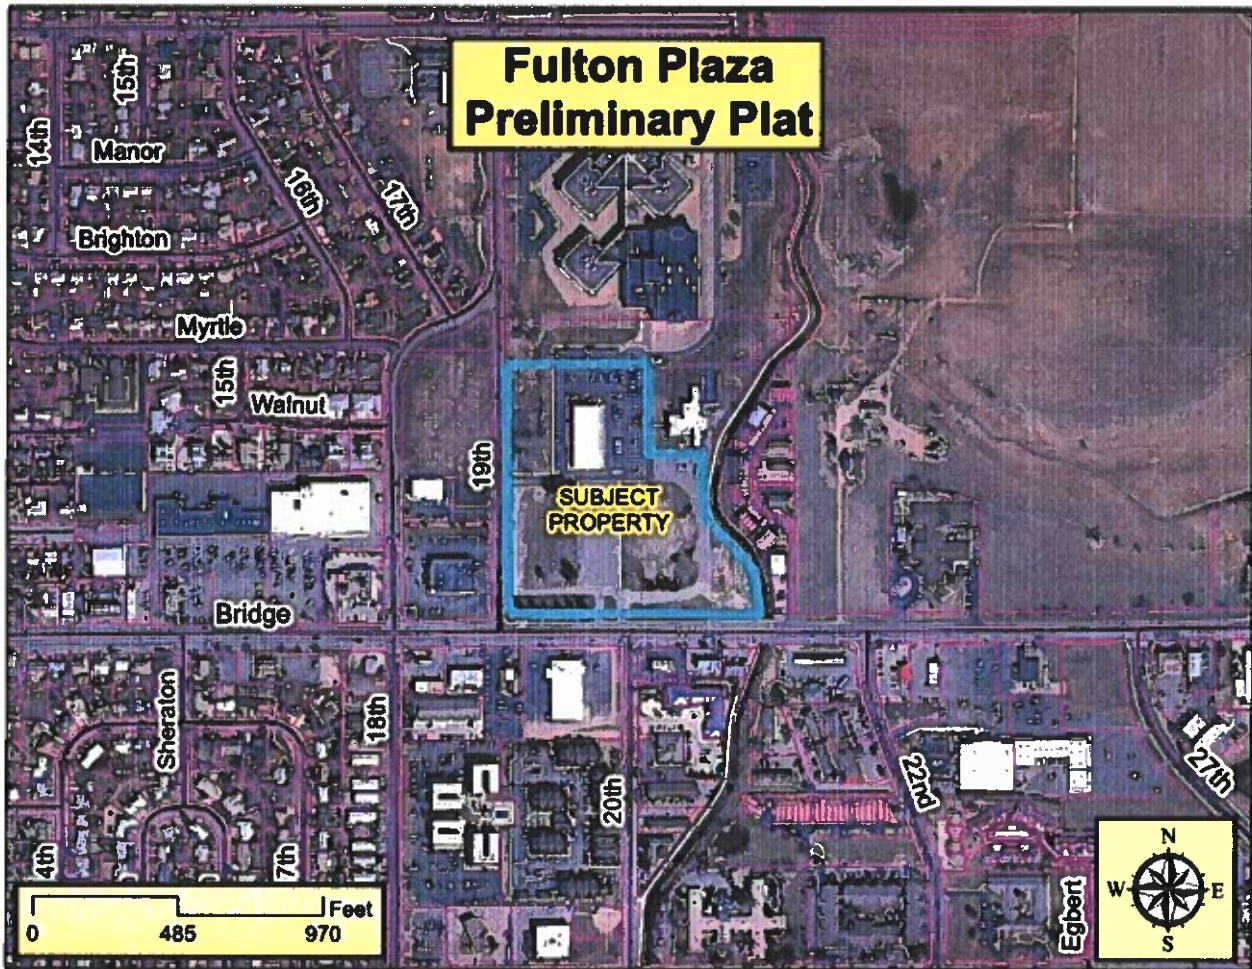 Fulton Plaza
Preliminary Plat
15th
14th
Manor
16th
17th
Brighton
Myrtle
15th
Walnut
19th
SUBJECT
PROPERTY
Bridge
Sheraton
18th
20th
22nd
27th
4th
7th
Egbert
Feet
0 485 970
N
W E
S